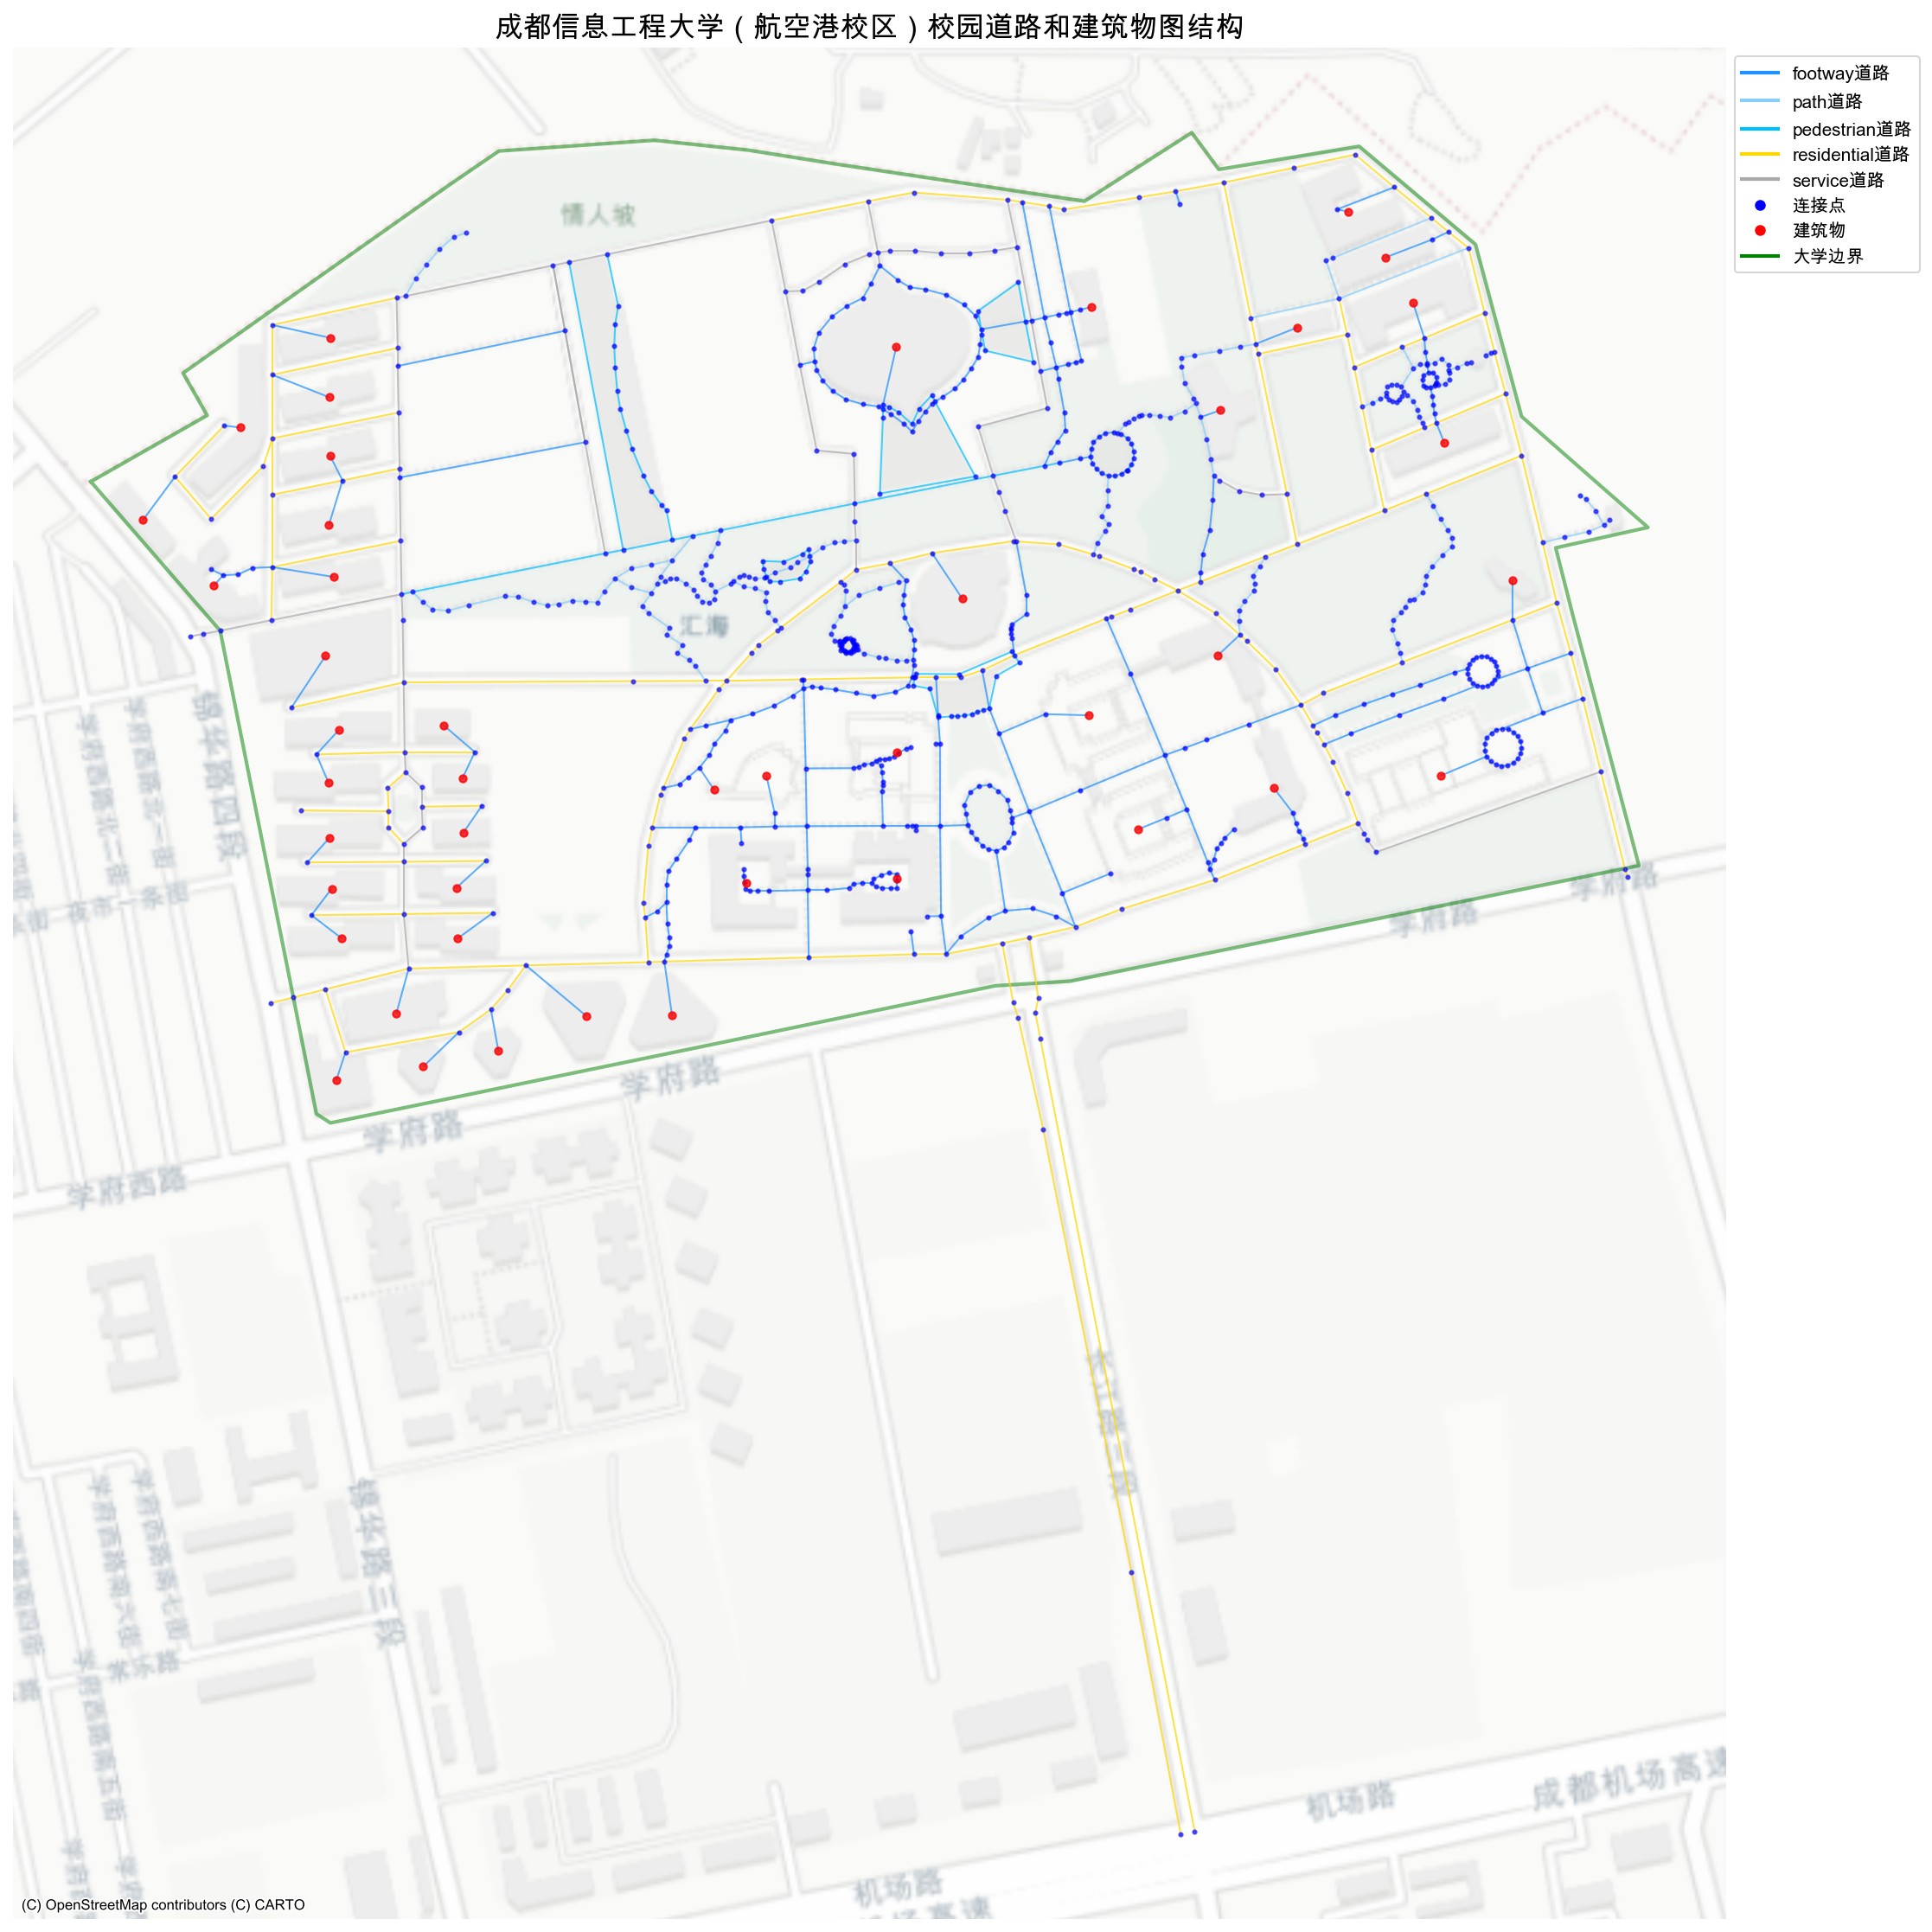 成都信息工程大学（航空港校区）校园道路和建筑物图结构
footway道路
path道路
pedestrian道路
residential道路
service道路
连接点
建筑物
大学边界
情人坡
汇海
锦华路四段
学府西路北一街
学府西路北二街
夜市一条街
学府路
学府路
学府路
学府路
学府西路
锦华路三段
学府西路南七街
学府西路南六街
常乐路
学府西路南五街
机场路
成都机场高速
机场路
(C) OpenStreetMap contributors (C) CARTO